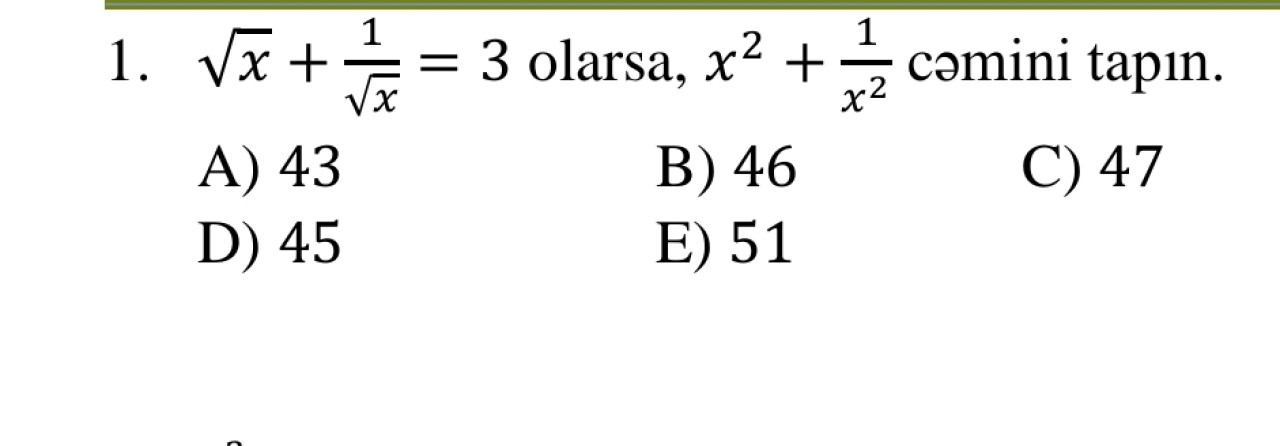 1. √x + 1/√x = 3 olarsa, x² + 1/x² cəmini tapın.
A) 43 B) 46 C) 47
D) 45 E) 51